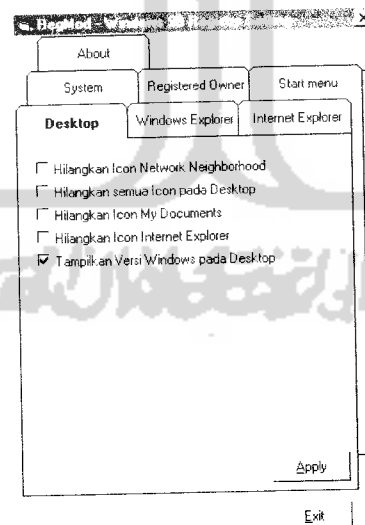 About
System Registered Owner Start menu
Desktop Windows Explorer Internet Explorer
Hilangkan Icon Network Neighborhood
Hilangkan semua Icon pada Desktop
Hilangkan Icon My Documents
Hilangkan Icon Internet Explorer
Tampilkan Versi Windows pada Desktop
Apply
Exit